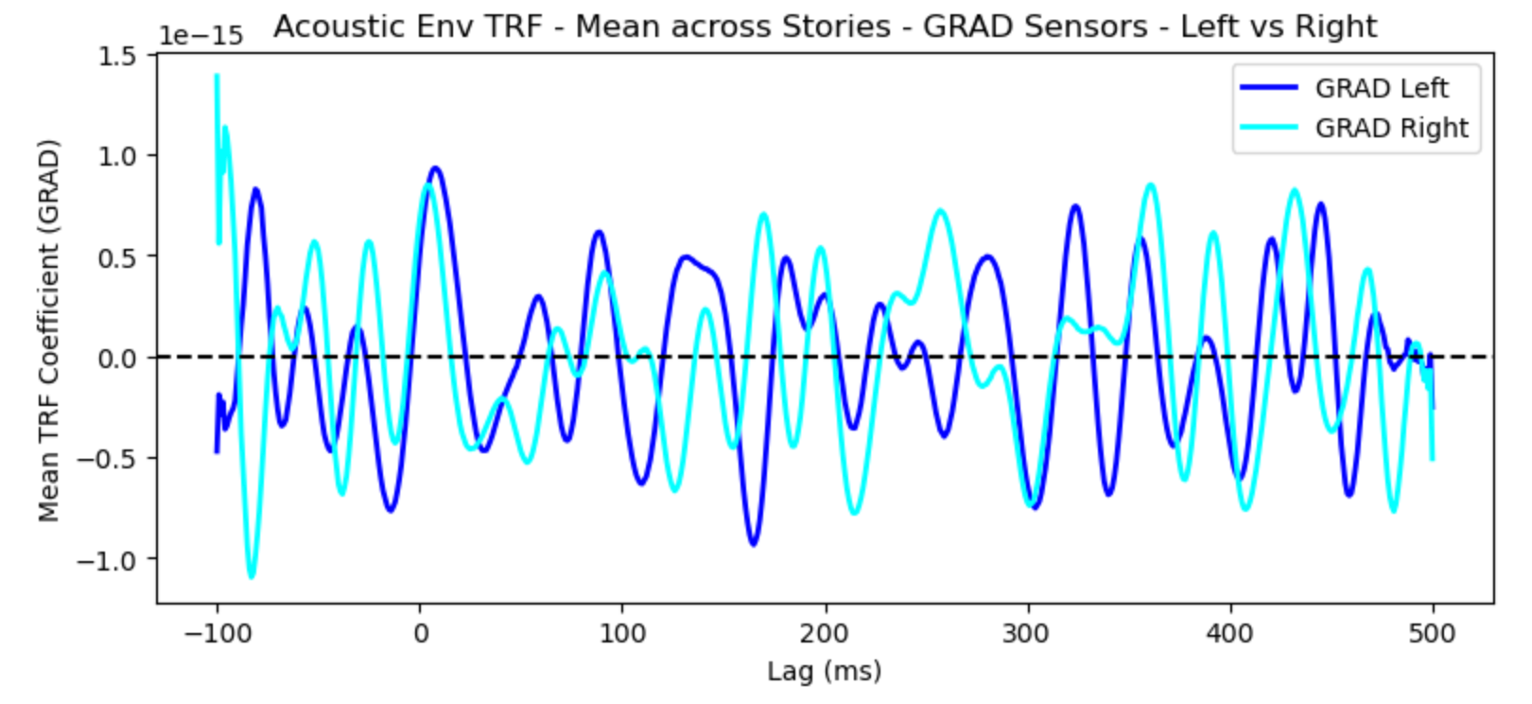 Acoustic Env TRF - Mean across Stories - GRAD Sensors - Left vs Right
1e−15
1.5
1.0
0.5
0.0
−0.5
−1.0
Mean TRF Coefficient (GRAD)
GRAD Left
GRAD Right
−100 0 100 200 300 400 500
Lag (ms)